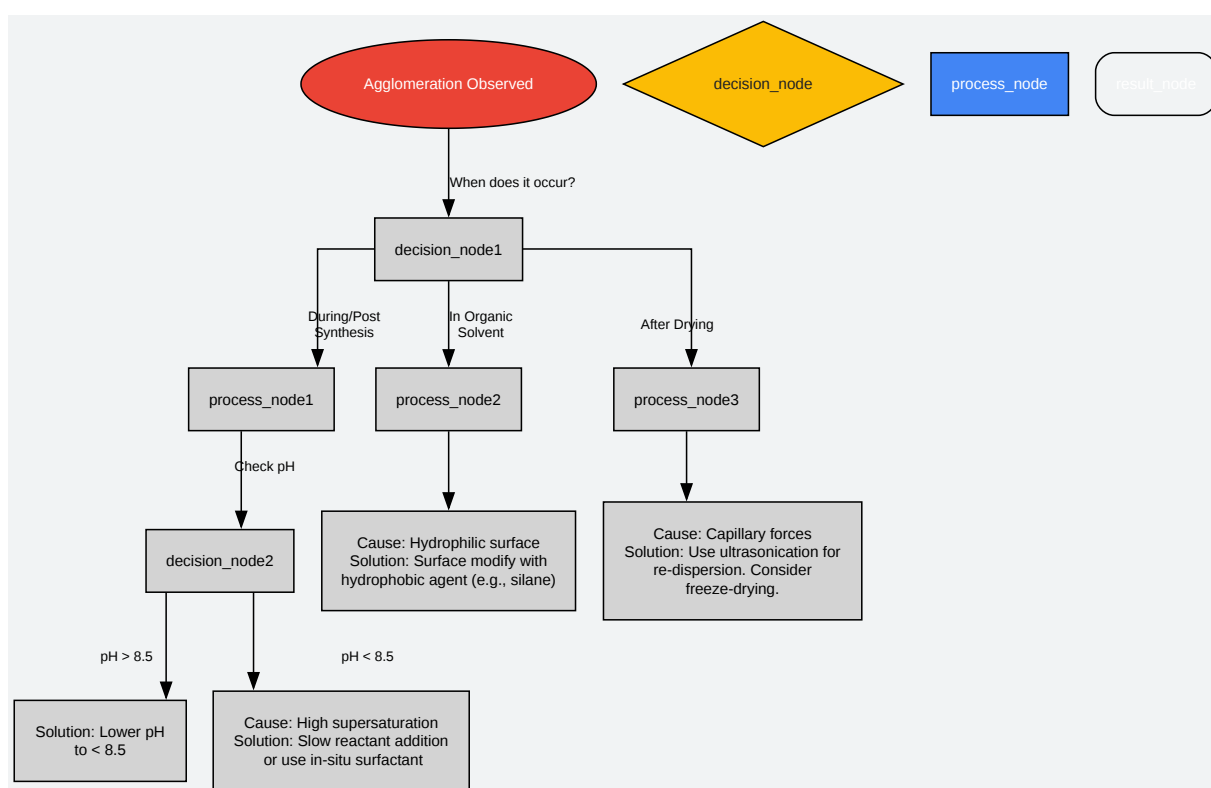 Agglomeration Observed
decision_node
process_node
result_node
When does it occur?
decision_node1
During/Post
Synthesis
In Organic
Solvent
After Drying
process_node1
process_node2
process_node3
Check pH
Cause: Hydrophilic surface
Solution: Surface modify with
hydrophobic agent (e.g., silane)
Cause: Capillary forces
Solution: Use ultrasonication for
re-dispersion. Consider
freeze-drying.
decision_node2
pH > 8.5
pH < 8.5
Solution: Lower pH
to < 8.5
Cause: High supersaturation
Solution: Slow reactant addition
or use in-situ surfactant